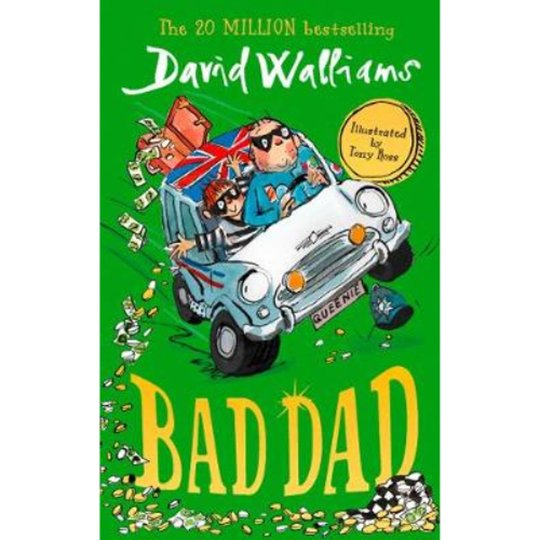 The 20 MILLION bestselling
David Walliams
Illustrated
by
Tony Ross
QUEENIE
BAD DAD